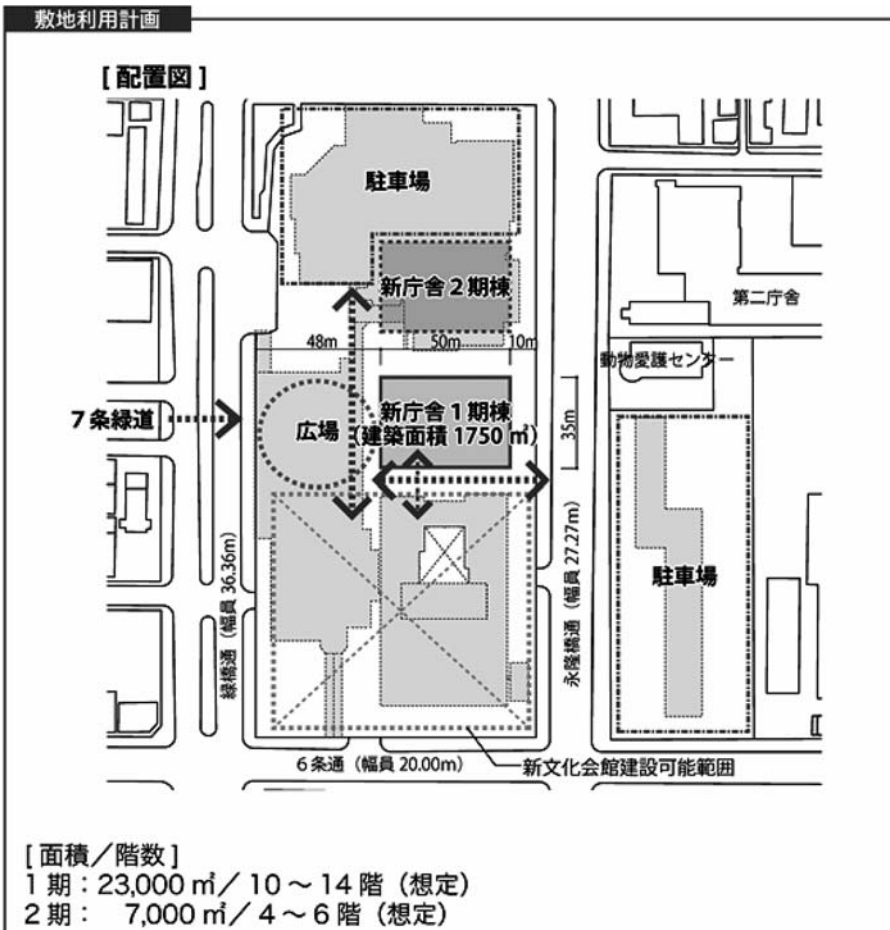 敷地利用計画
[ 配置図 ]
駐車場
新庁舎２期棟
第二庁舎
48m
50m
10m
動物愛護センター
７条緑道
広場
新庁舎１期棟
(建築面積 1750 ㎡)
35m
緑橋通（幅員 36.36m）
永隆橋通（幅員 27.27m）
駐車場
６条通（幅員 20.00m）
新文化会館建設可能範囲
[ 面積／階数 ]
１期：23,000 ㎡／ 10 ～ 14 階（想定）
２期： 7,000 ㎡／ 4 ～ 6 階（想定）